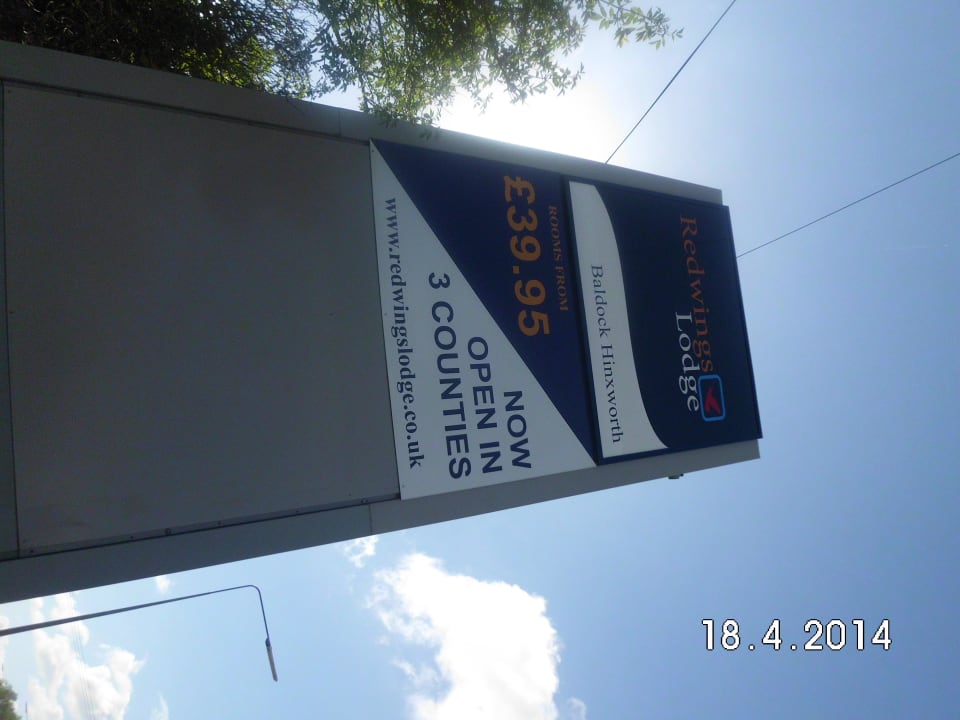 Redwings
Lodge
Baldock Hinxworth
ROOMS FROM
£39.95
NOW
OPEN IN
3 COUNTIES
www.redwingslodge.co.uk
18.4.2014